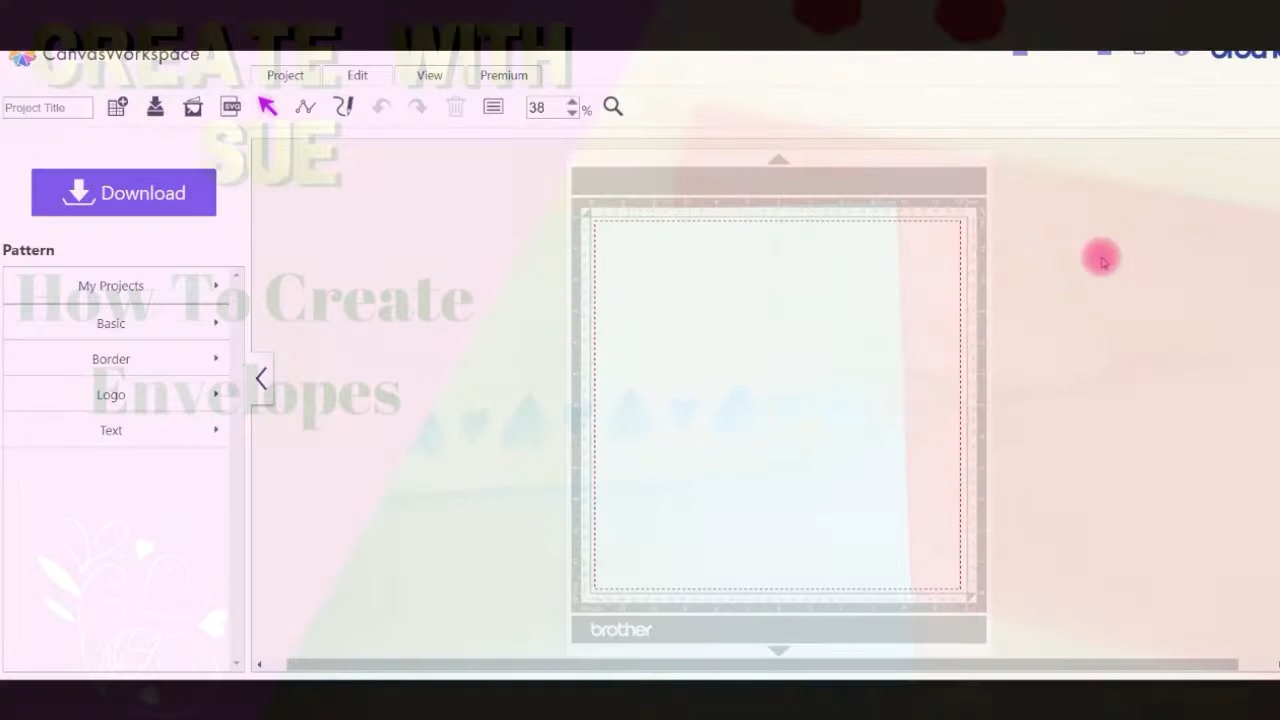 CREATE WITH
SUE
How To Create
Envelopes
CanvasWorkspace
Project
Edit
View
Premium
Project Title
SVG
38
%
Download
Pattern
My Projects
Basic
Border
Logo
Text
brother